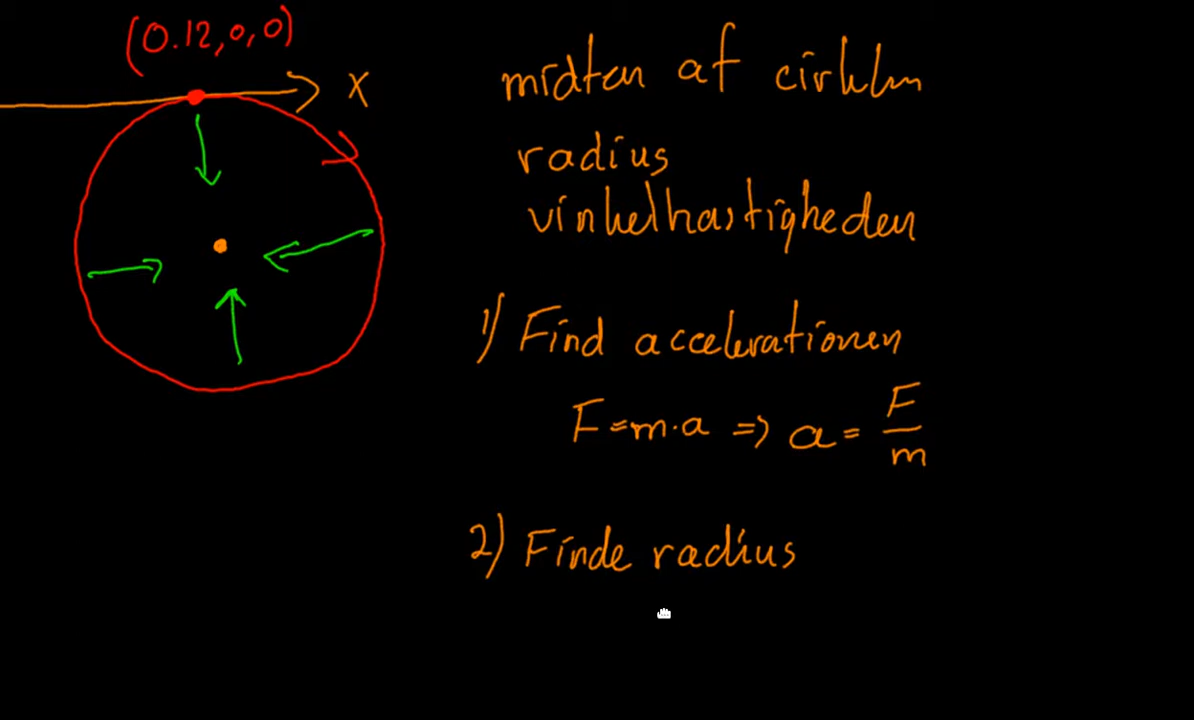 (0.12,0,0)
x
midten af cirklen
radius
vinkelhastigheden
1) Find accelerationen
F=m·a => a= F/m
2) Finde radius